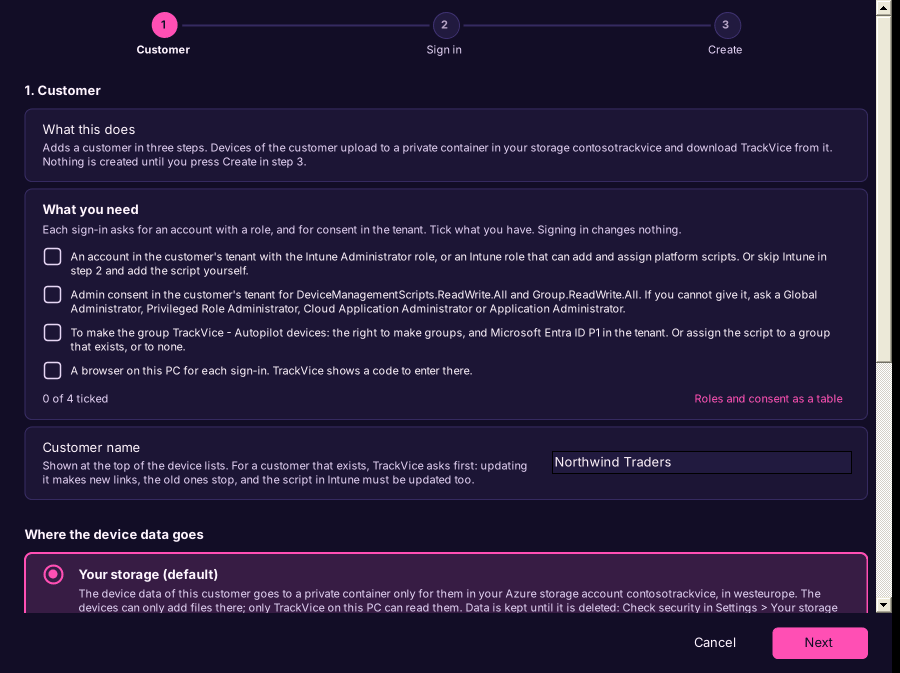 1
2
3
Customer
Sign in
Create
1. Customer
What this does
Adds a customer in three steps. Devices of the customer upload to a private container in your storage contosotrackvice and download TrackVice from it.
Nothing is created until you press Create in step 3.
What you need
Each sign-in asks for an account with a role, and for consent in the tenant. Tick what you have. Signing in changes nothing.
An account in the customer's tenant with the Intune Administrator role, or an Intune role that can add and assign platform scripts. Or skip Intune in
step 2 and add the script yourself.
Admin consent in the customer's tenant for DeviceManagementScripts.ReadWrite.All and Group.ReadWrite.All. If you cannot give it, ask a Global
Administrator, Privileged Role Administrator, Cloud Application Administrator or Application Administrator.
To make the group TrackVice - Autopilot devices: the right to make groups, and Microsoft Entra ID P1 in the tenant. Or assign the script to a group
that exists, or to none.
A browser on this PC for each sign-in. TrackVice shows a code to enter there.
0 of 4 ticked
Roles and consent as a table
Customer name
Shown at the top of the device lists. For a customer that exists, TrackVice asks first: updating
it makes new links, the old ones stop, and the script in Intune must be updated too.
Northwind Traders
Where the device data goes
Your storage (default)
The device data of this customer goes to a private container only for them in your Azure storage account contosotrackvice, in westeurope. The
devices can only add files there; only TrackVice on this PC can read them. Data is kept until it is deleted: Check security in Settings > Your storage
Cancel
Next